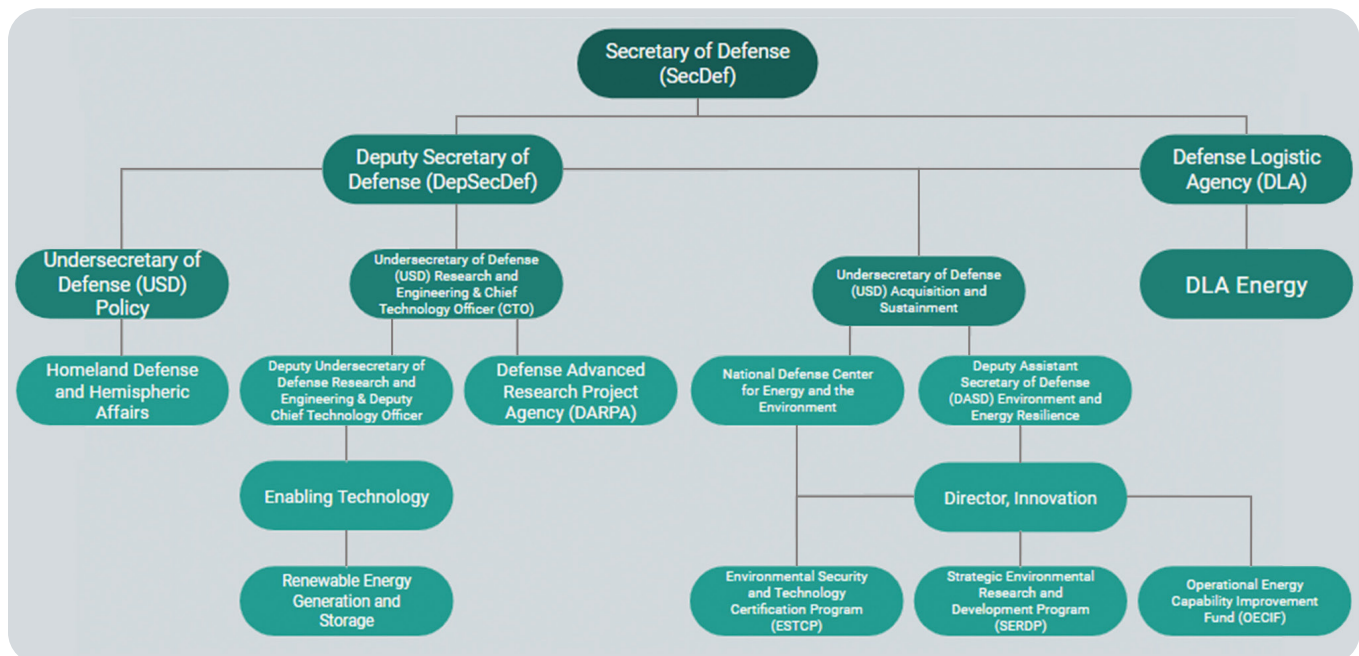 Secretary of Defense
(SecDef)
Deputy Secretary of
Defense (DepSecDef)
Defense Logistic
Agency (DLA)
Undersecretary of
Defense (USD)
Policy
Undersecretary of Defense
(USD) Research and
Engineering & Chief
Technology Officer (CTO)
Undersecretary of Defense
(USD) Acquisition and
Sustainment
DLA Energy
Homeland Defense
and Hemispheric
Affairs
Deputy Undersecretary of
Defense Research and
Engineering & Deputy
Chief Technology Officer
Defense Advanced
Research Project
Agency (DARPA)
National Defense Center
for Energy and the
Environment
Deputy Assistant
Secretary of Defense
(DASD) Environment and
Energy Resilience
Enabling Technology
Director, Innovation
Renewable Energy
Generation and
Storage
Environmental Security
and Technology
Certification Program
(ESTCP)
Strategic Environmental
Research and
Development Program
(SERDP)
Operational Energy
Capability Improvement
Fund (OECIF)